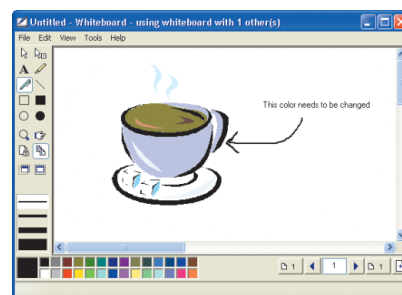 Untitled - Whiteboard - using whiteboard with 1 other(s)
File Edit View Tools Help
A
This color needs to be changed
1 1 1